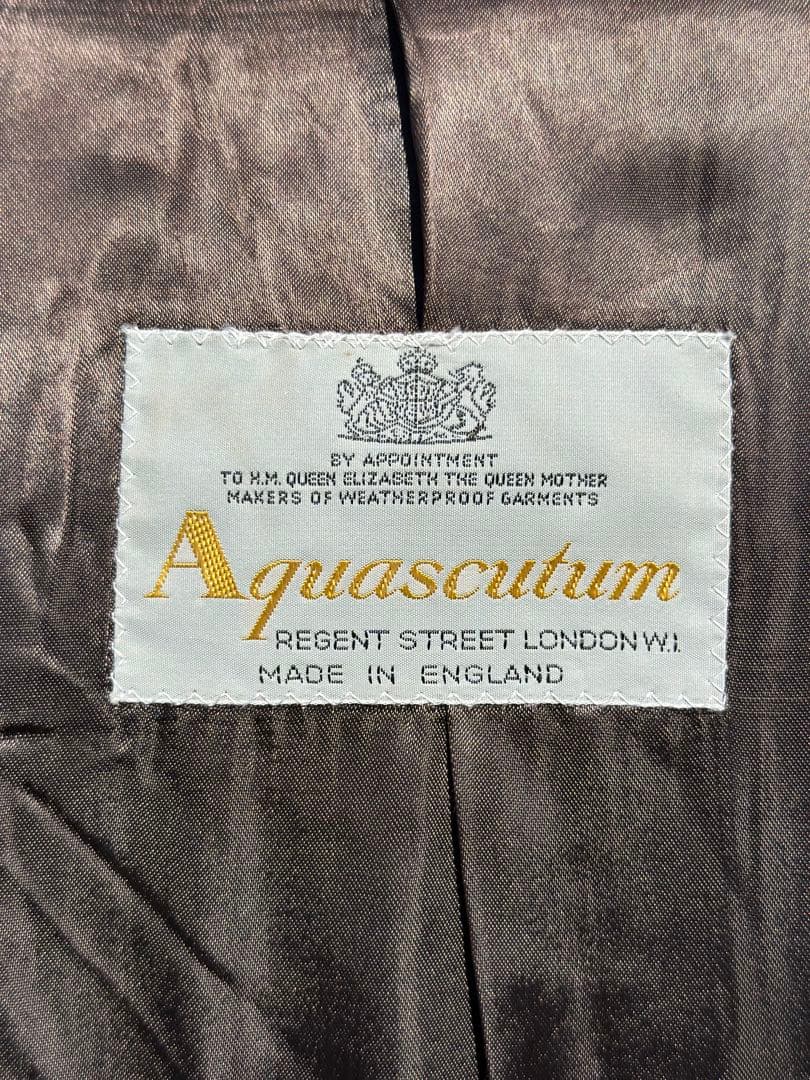 BY APPOINTMENT
TO H.M. QUEEN ELIZABETH THE QUEEN MOTHER
MAKERS OF WEATHERPROOF GARMENTS
Aquascutum
REGENT STREET LONDON W.1.
MADE IN ENGLAND